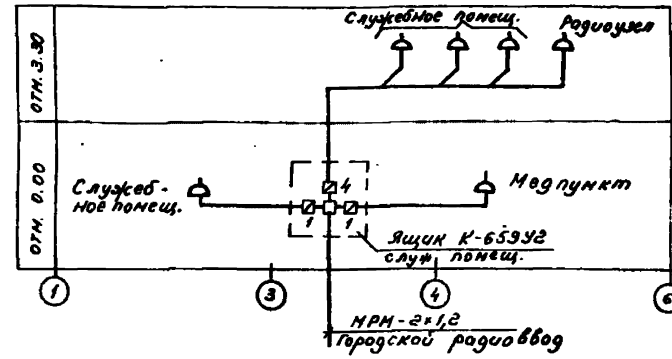 Служебное помещ.
Радиоузел
отм. 3.30
отм. 0.00
Служеб-
ное помещ.
4
1
1
Медпункт
Ящик К-659У2
служ помещ.
1
3
4
6
МРМ-2×1,2
Городской радиоввод